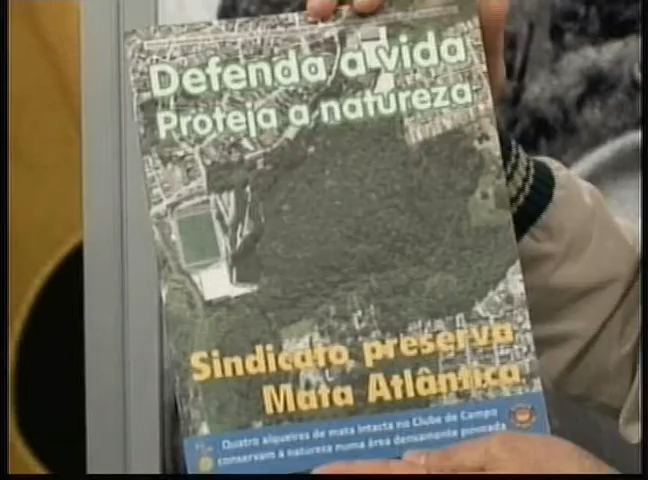 Defenda a vida
Proteja a natureza
Sindicato preserva
Mata Atlântica
Quatro alqueires de mata intacta no Clube de Campo
conservam a natureza numa área densamente povoada